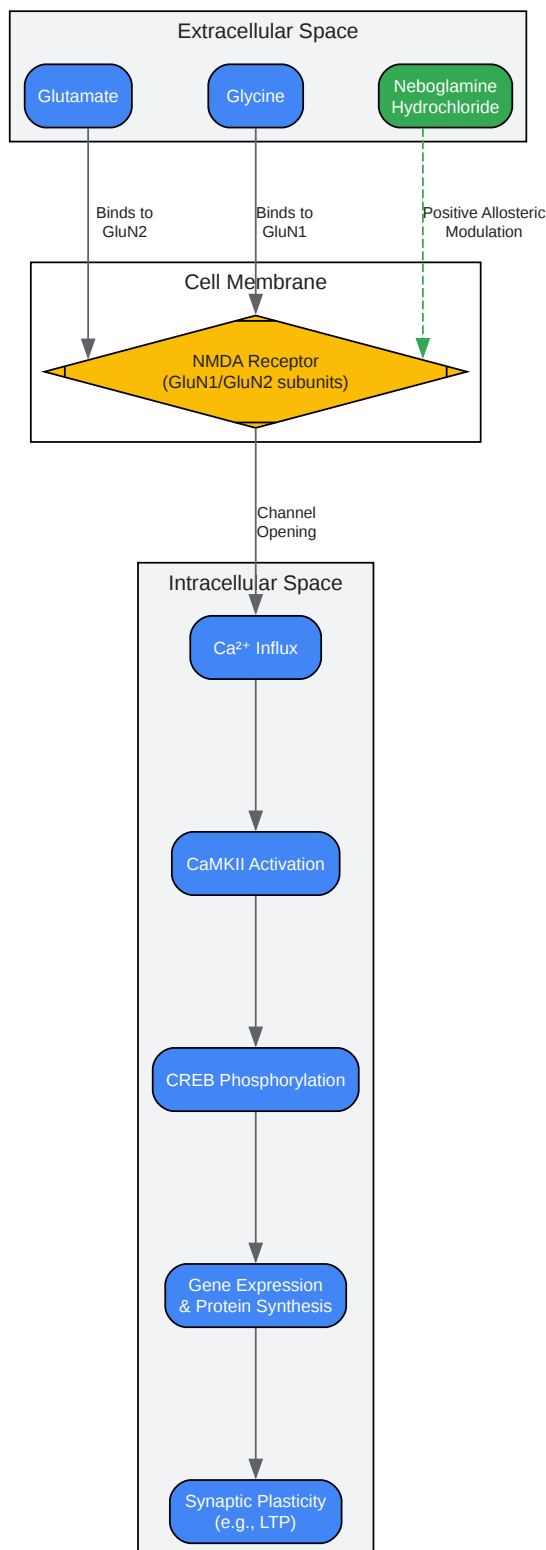 Extracellular Space
Glutamate
Glycine
Neboglamine
Hydrochloride
Binds to
GluN2
Binds to
GluN1
Positive Allosteric
Modulation
Cell Membrane
NMDA Receptor
(GluN1/GluN2 subunits)
Channel
Opening
Intracellular Space
Ca²⁺ Influx
CaMKII Activation
CREB Phosphorylation
Gene Expression
& Protein Synthesis
Synaptic Plasticity
(e.g., LTP)